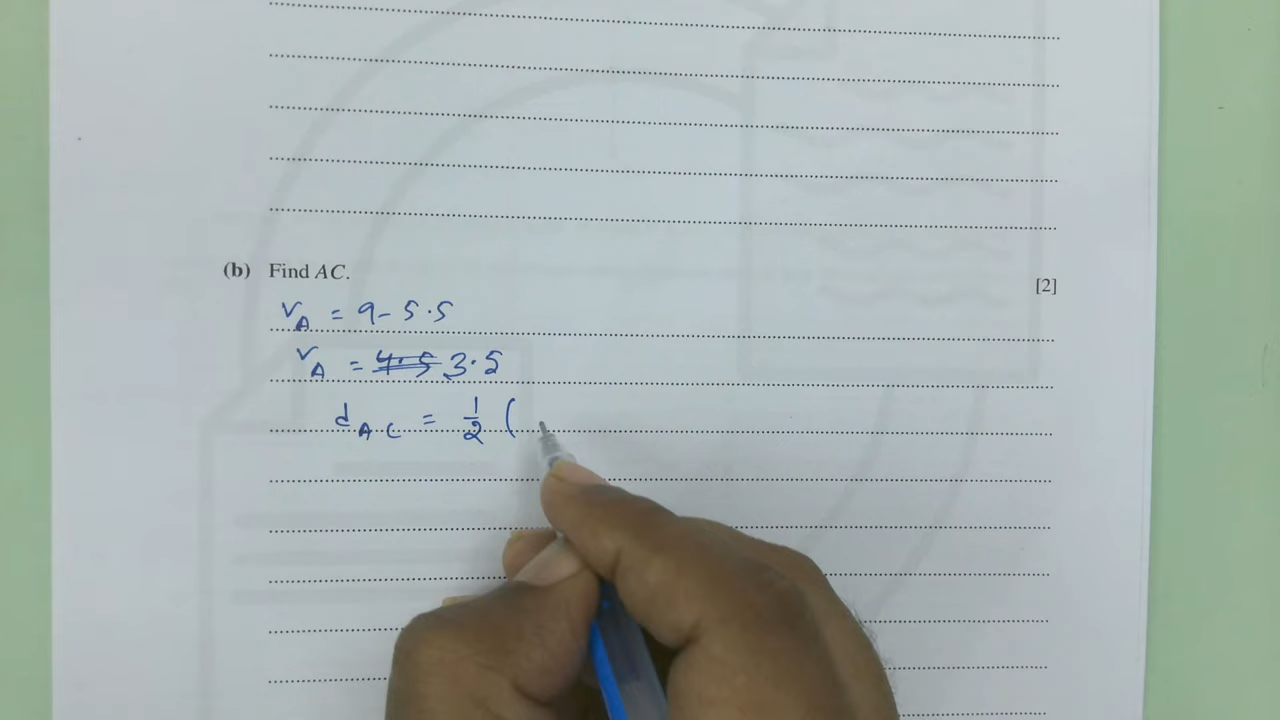 (b) Find AC.
[2]
V_A = 9 - 5.5
V_A = 4.5 3.5
d_AC = 1/2 (